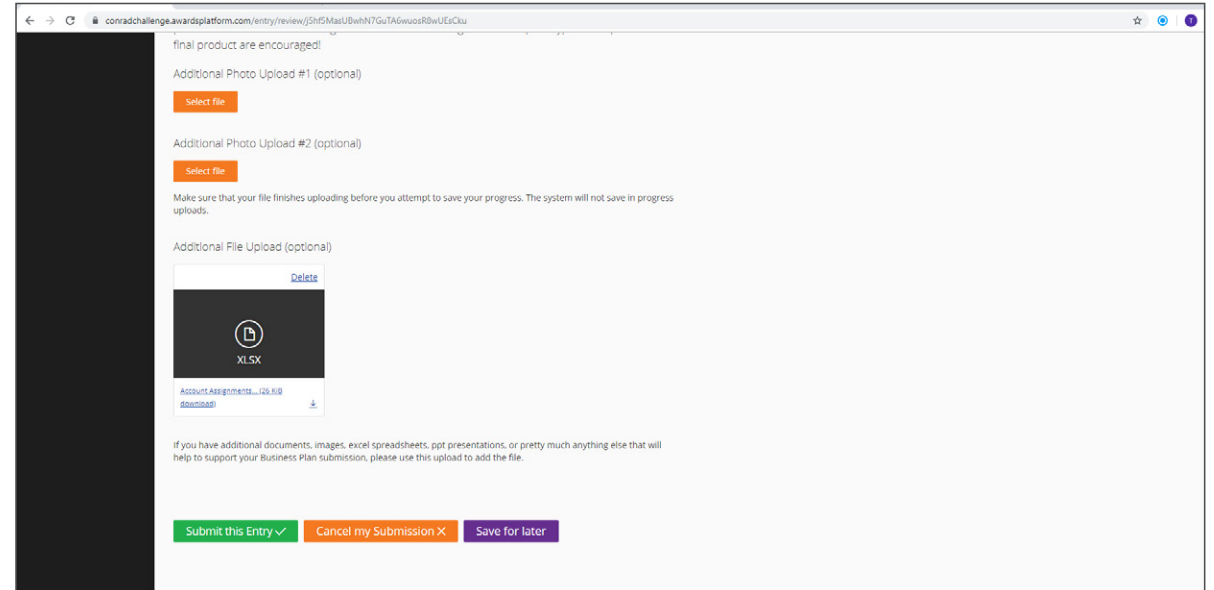 conradchallenge.awardsplatform.com/entry/review/j5hf5MasUBwhN7GuTA6wuosR8wUEsCku
T
final product are encouraged!
Additional Photo Upload #1 (optional)
Select file
Additional Photo Upload #2 (optional)
Select file
Make sure that your file finishes uploading before you attempt to save your progress. The system will not save in progress
uploads.
Additional File Upload (optional)
Delete
XLSX
Account Assignments... (26 KiB
download)
If you have additional documents, images, excel spreadsheets, ppt presentations, or pretty much anything else that will
help to support your Business Plan submission, please use this upload to add the file.
Submit this Entry ✓
Cancel my Submission ✕
Save for later